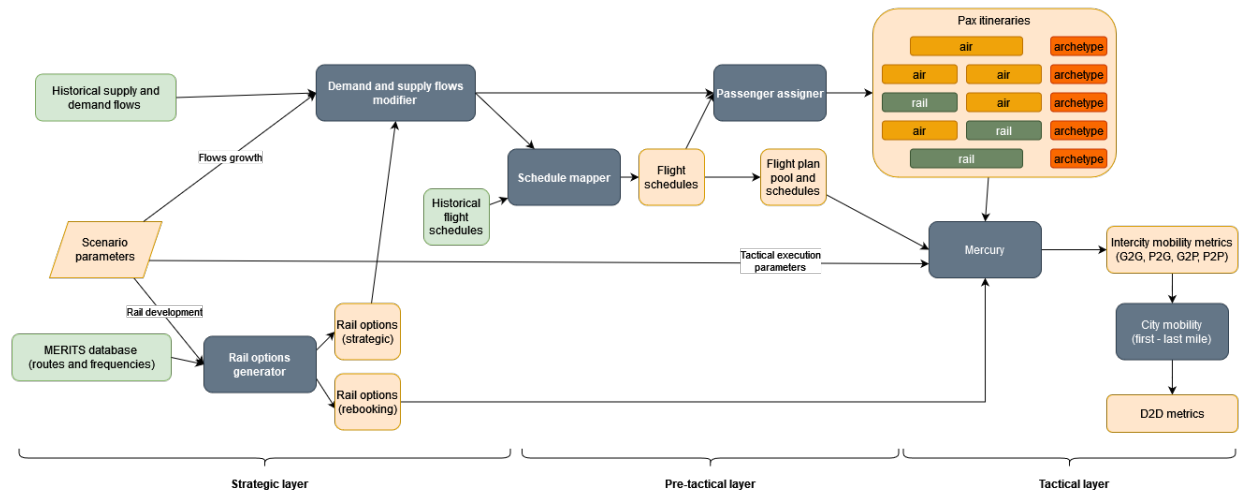 Pax itineraries
air
archetype
air
air
archetype
rail
air
archetype
air
rail
archetype
rail
archetype
Historical supply and
demand flows
Demand and supply flows
modifier
Passenger assigner
Flows growth
Schedule mapper
Flight
schedules
Flight plan
pool and
schedules
Historical
flight
schedules
Scenario
parameters
Tactical execution
parameters
Mercury
Intercity mobility metrics
(G2G, P2G, G2P, P2P)
Rail development
MERITS database
(routes and frequencies)
Rail options
generator
Rail options
(strategic)
Rail options
(rebooking)
City mobility
(first - last mile)
D2D metrics
Strategic layer
Pre-tactical layer
Tactical layer